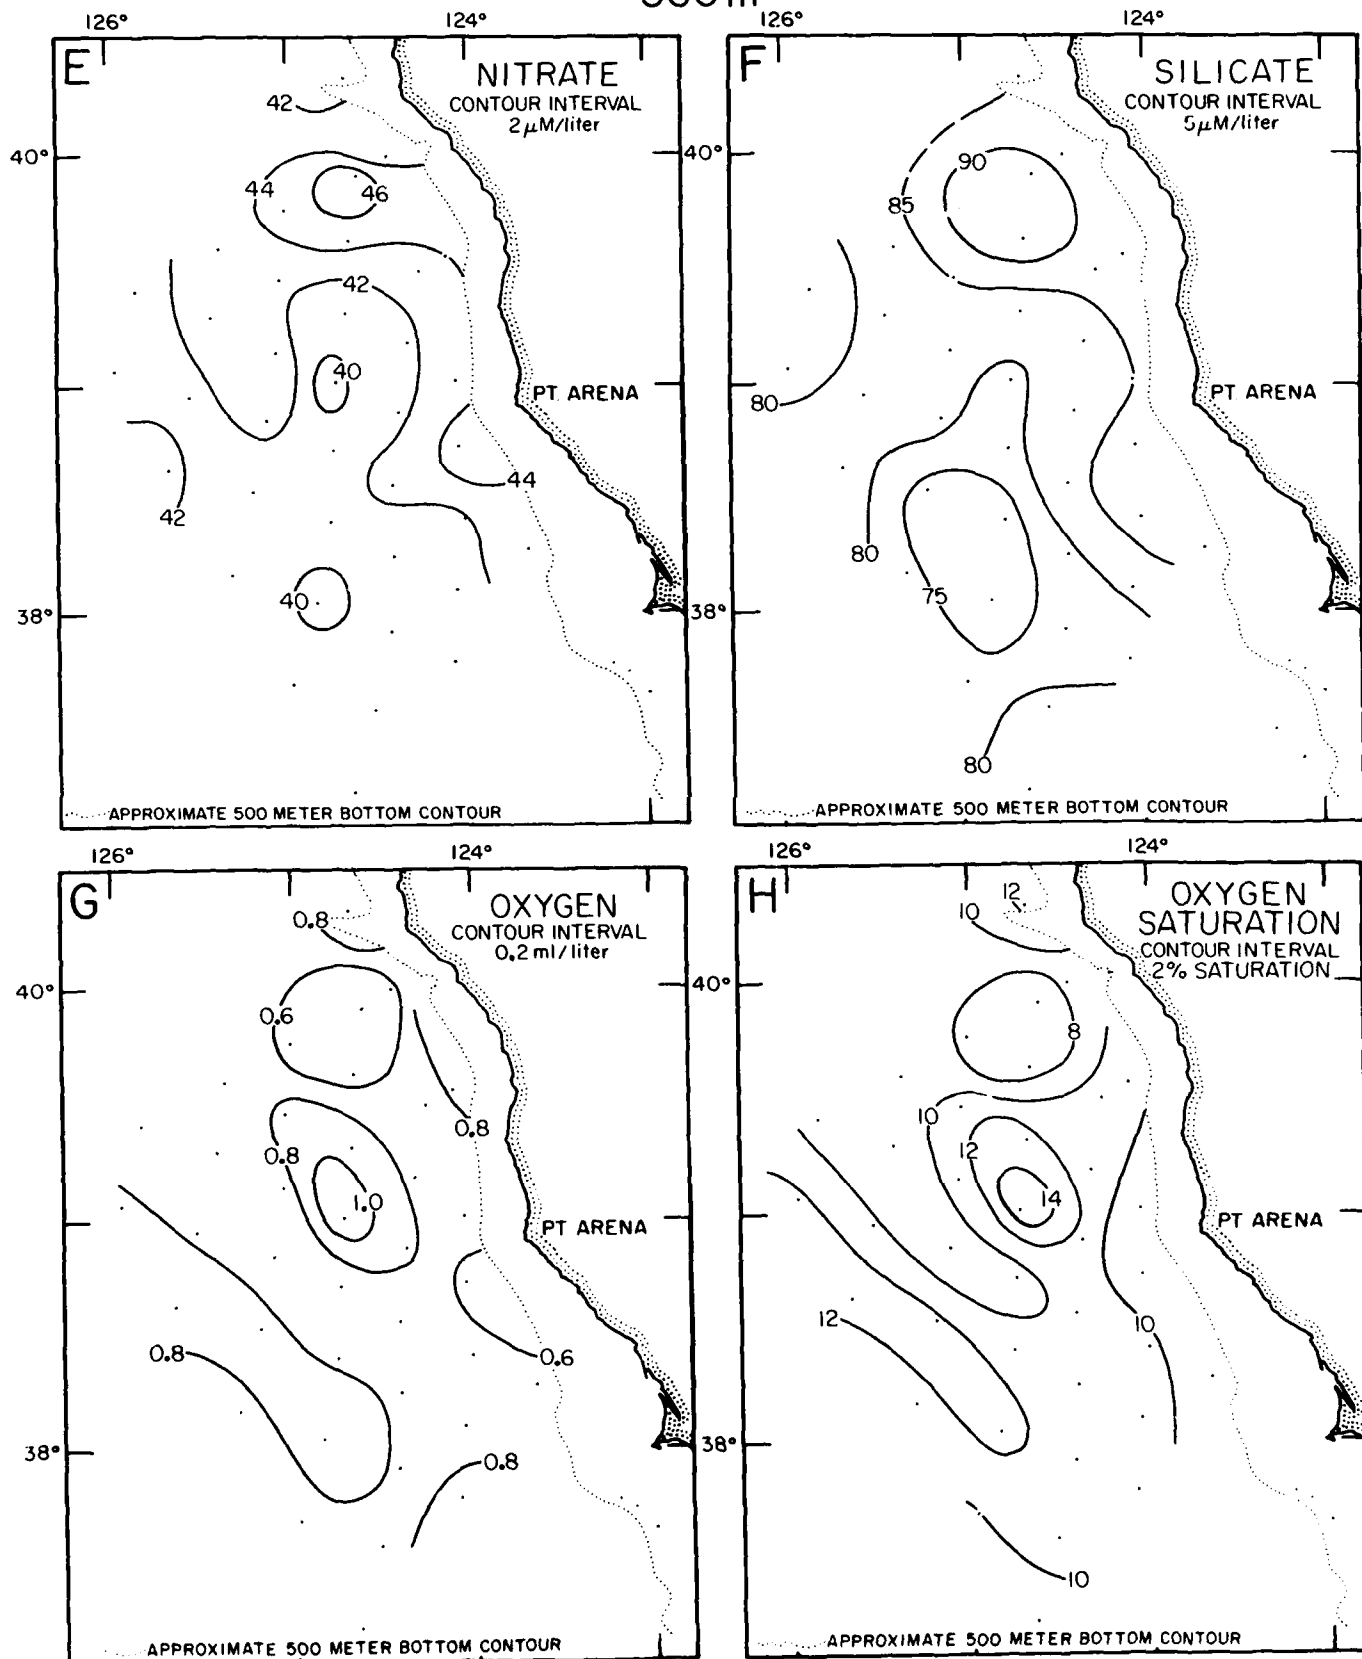 126° 124° 126° 124°
E
NITRATE
CONTOUR INTERVAL
2μM/liter
42
40°
44
46
42
40
PT. ARENA
44
42
40
38°
APPROXIMATE 500 METER BOTTOM CONTOUR
F
SILICATE
CONTOUR INTERVAL
5μM/liter
40°
90
85
80
PT. ARENA
80
75
38°
80
APPROXIMATE 500 METER BOTTOM CONTOUR
126° 124° 126° 124°
G
OXYGEN
CONTOUR INTERVAL
0.2 ml/liter
0.8
40°
0.6
0.8
0.8
1.0
PT ARENA
0.8
0.6
0.8
38°
APPROXIMATE 500 METER BOTTOM CONTOUR
H
OXYGEN
SATURATION
CONTOUR INTERVAL
2% SATURATION
12
10
40°
8
10
12
14
PT ARENA
12
10
38°
10
APPROXIMATE 500 METER BOTTOM CONTOUR